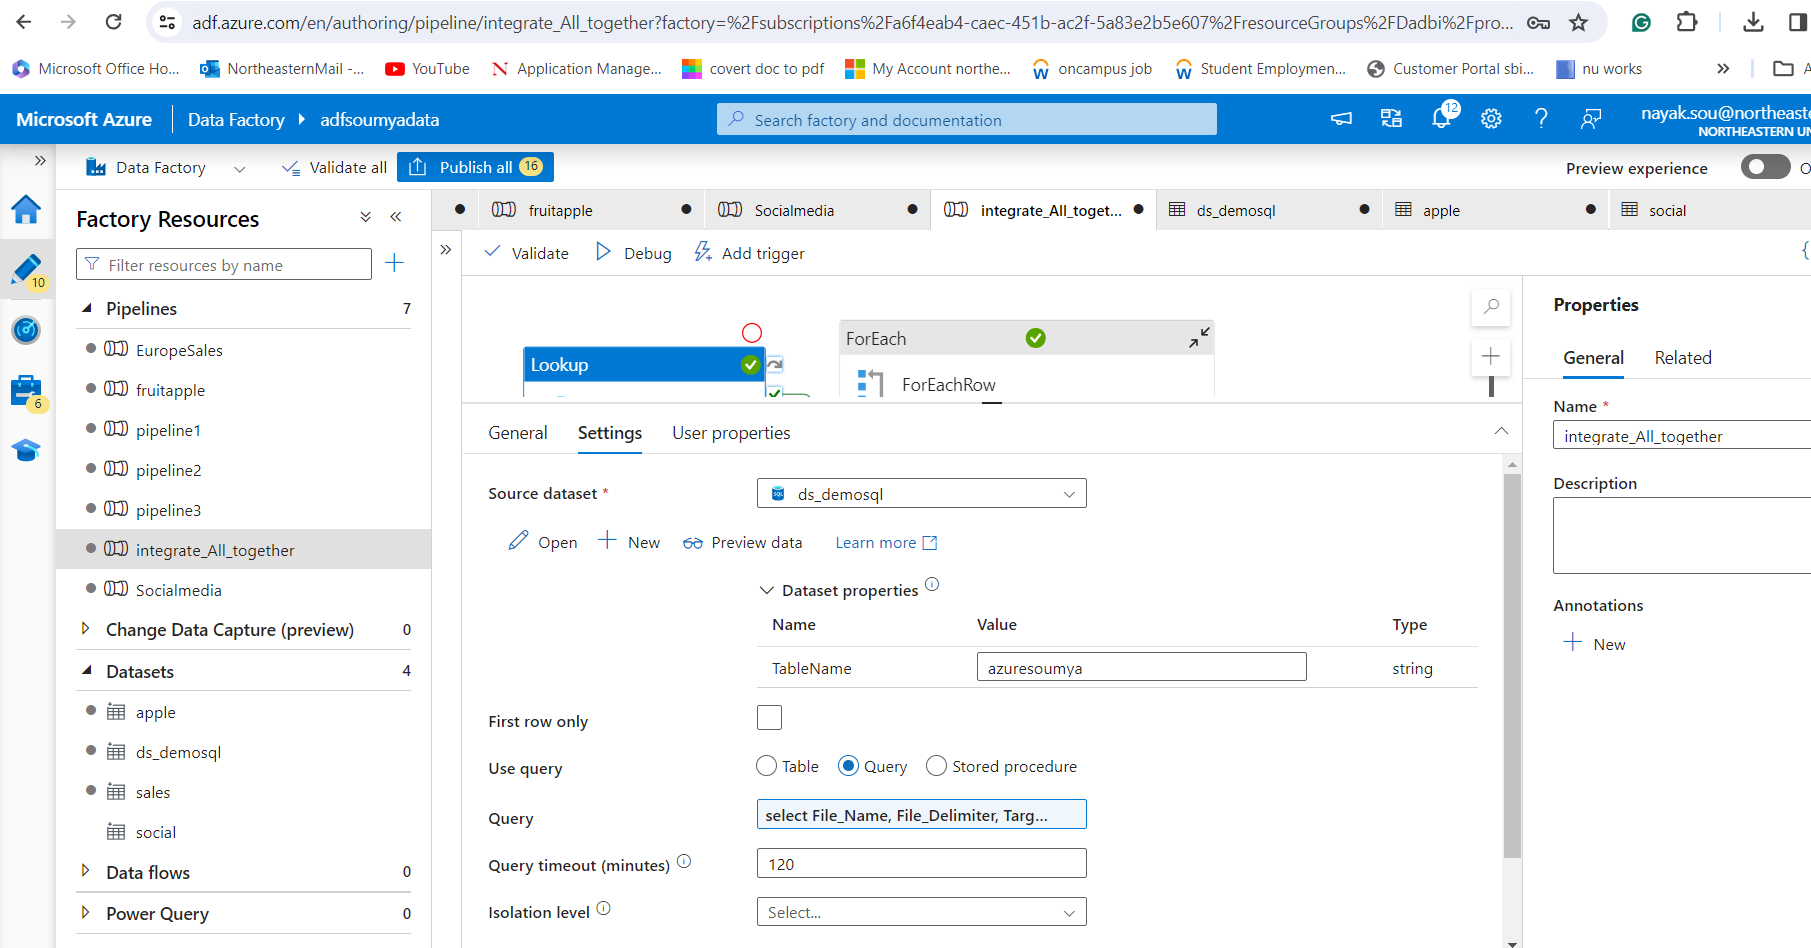 adf.azure.com/en/authoring/pipeline/integrate_All_together?factory=%2Fsubscriptions%2Fa6f4eab4-caec-451b-ac2f-5a83e2b5e607%2FresourceGroups%2FDadbi%2Fpro...
Microsoft Office Ho... NortheasternMail -... YouTube Application Manage... covert doc to pdf My Account northe... oncampus job Student Employmen... Customer Portal sbi... nu works »
Microsoft Azure Data Factory adfsoumyadata Search factory and documentation 12 nayak.sou@northeaste
NORTHEASTERN UN
Data Factory Validate all Publish all 16 Preview experience
Factory Resources
fruitapple Socialmedia integrate_All_toget... ds_demosql apple social
Validate Debug Add trigger
Filter resources by name
10
6
Pipelines 7
EuropeSales
fruitapple
pipeline1
pipeline2
pipeline3
integrate_All_together
Socialmedia
Change Data Capture (preview) 0
Datasets 4
apple
ds_demosql
sales
social
Data flows 0
Power Query 0
Lookup
ForEach
ForEachRow
General Settings User properties
Source dataset * ds_demosql
Open New Preview data Learn more
Dataset properties
Name Value Type
TableName azuresoumya string
First row only
Use query Table Query Stored procedure
Query select File_Name, File_Delimiter, Targ...
Query timeout (minutes) 120
Isolation level Select...
Properties
General Related
Name *
integrate_All_together
Description
Annotations
New